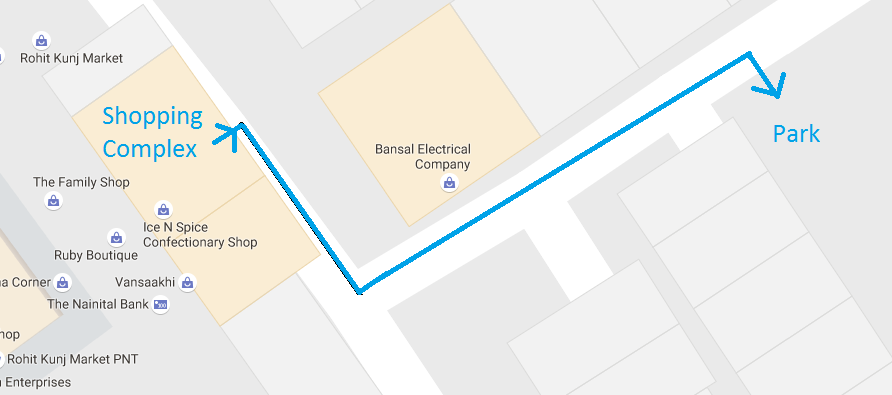 Rohit Kunj Market
Shopping
Complex
Bansal Electrical
Company
Park
The Family Shop
Ice N Spice
Confectionary Shop
Ruby Boutique
a Corner
Vansaakhi
The Nainital Bank
hop
Rohit Kunj Market PNT
Enterprises